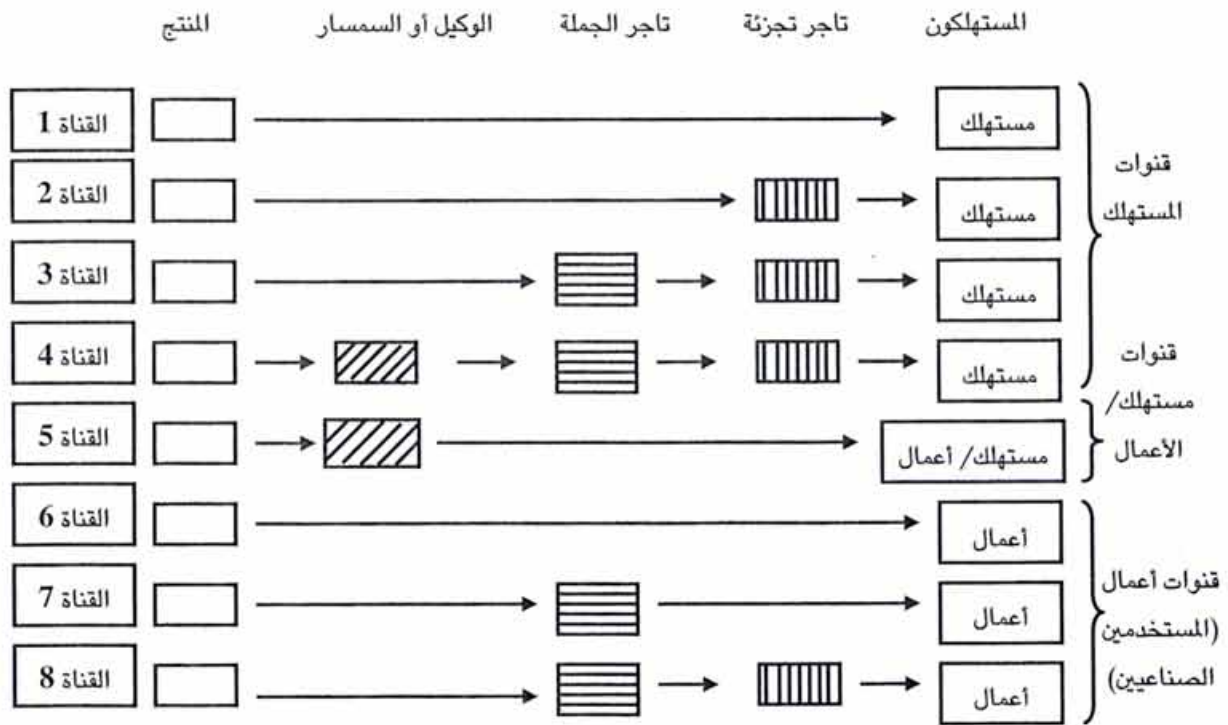 المستهلكون
تاجر تجزئة
تاجر الجملة
الوكيل أو السمسار
المنتج
القناة 1
مستهلك
القناة 2
مستهلك
القناة 3
مستهلك
القناة 4
مستهلك
قنوات
المستهلك
القناة 5
مستهلك/ أعمال
قنوات
مستهلك/
الأعمال
القناة 6
أعمال
القناة 7
أعمال
القناة 8
أعمال
قنوات أعمال
(المستخدمين
الصناعيين)